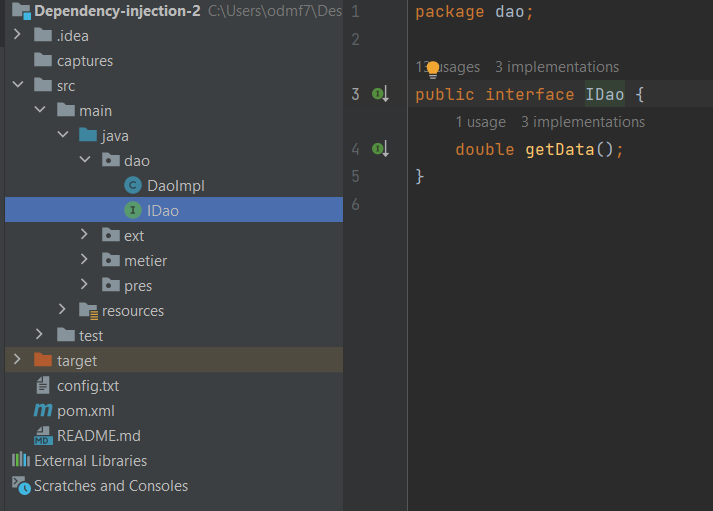 Dependency-injection-2 C:\Users\odmf7\Des
.idea
captures
src
main
java
dao
DaoImpl
IDao
ext
metier
pres
resources
test
target
config.txt
pom.xml
README.md
External Libraries
Scratches and Consoles
1 package dao;
2
usages 3 implementations
3 public interface IDao {
1 usage 3 implementations
4 double getData();
5 }
6